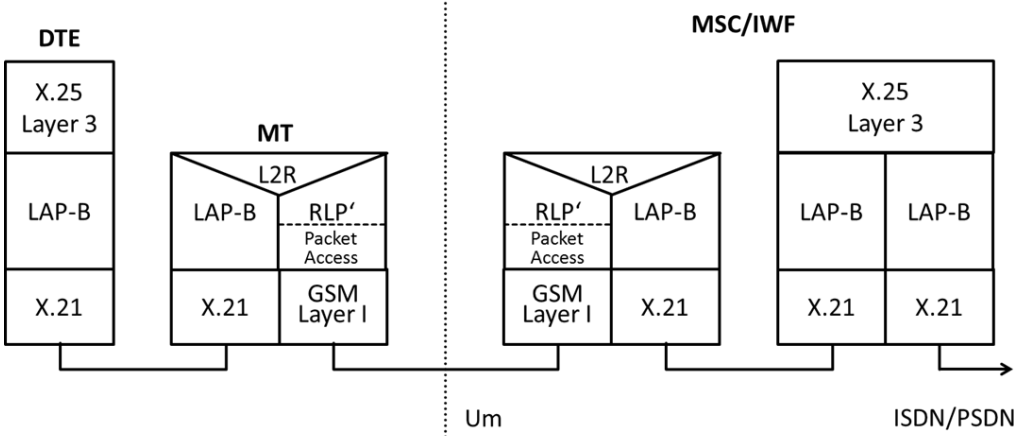 DTE
MSC/IWF
X.25
Layer 3
X.25
Layer 3
MT
L2R
L2R
LAP-B
LAP-B
RLP‘
RLP‘
LAP-B
LAP-B
LAP-B
Packet
Access
Packet
Access
X.21
X.21
GSM
Layer I
GSM
Layer I
X.21
X.21
X.21
Um
ISDN/PSDN